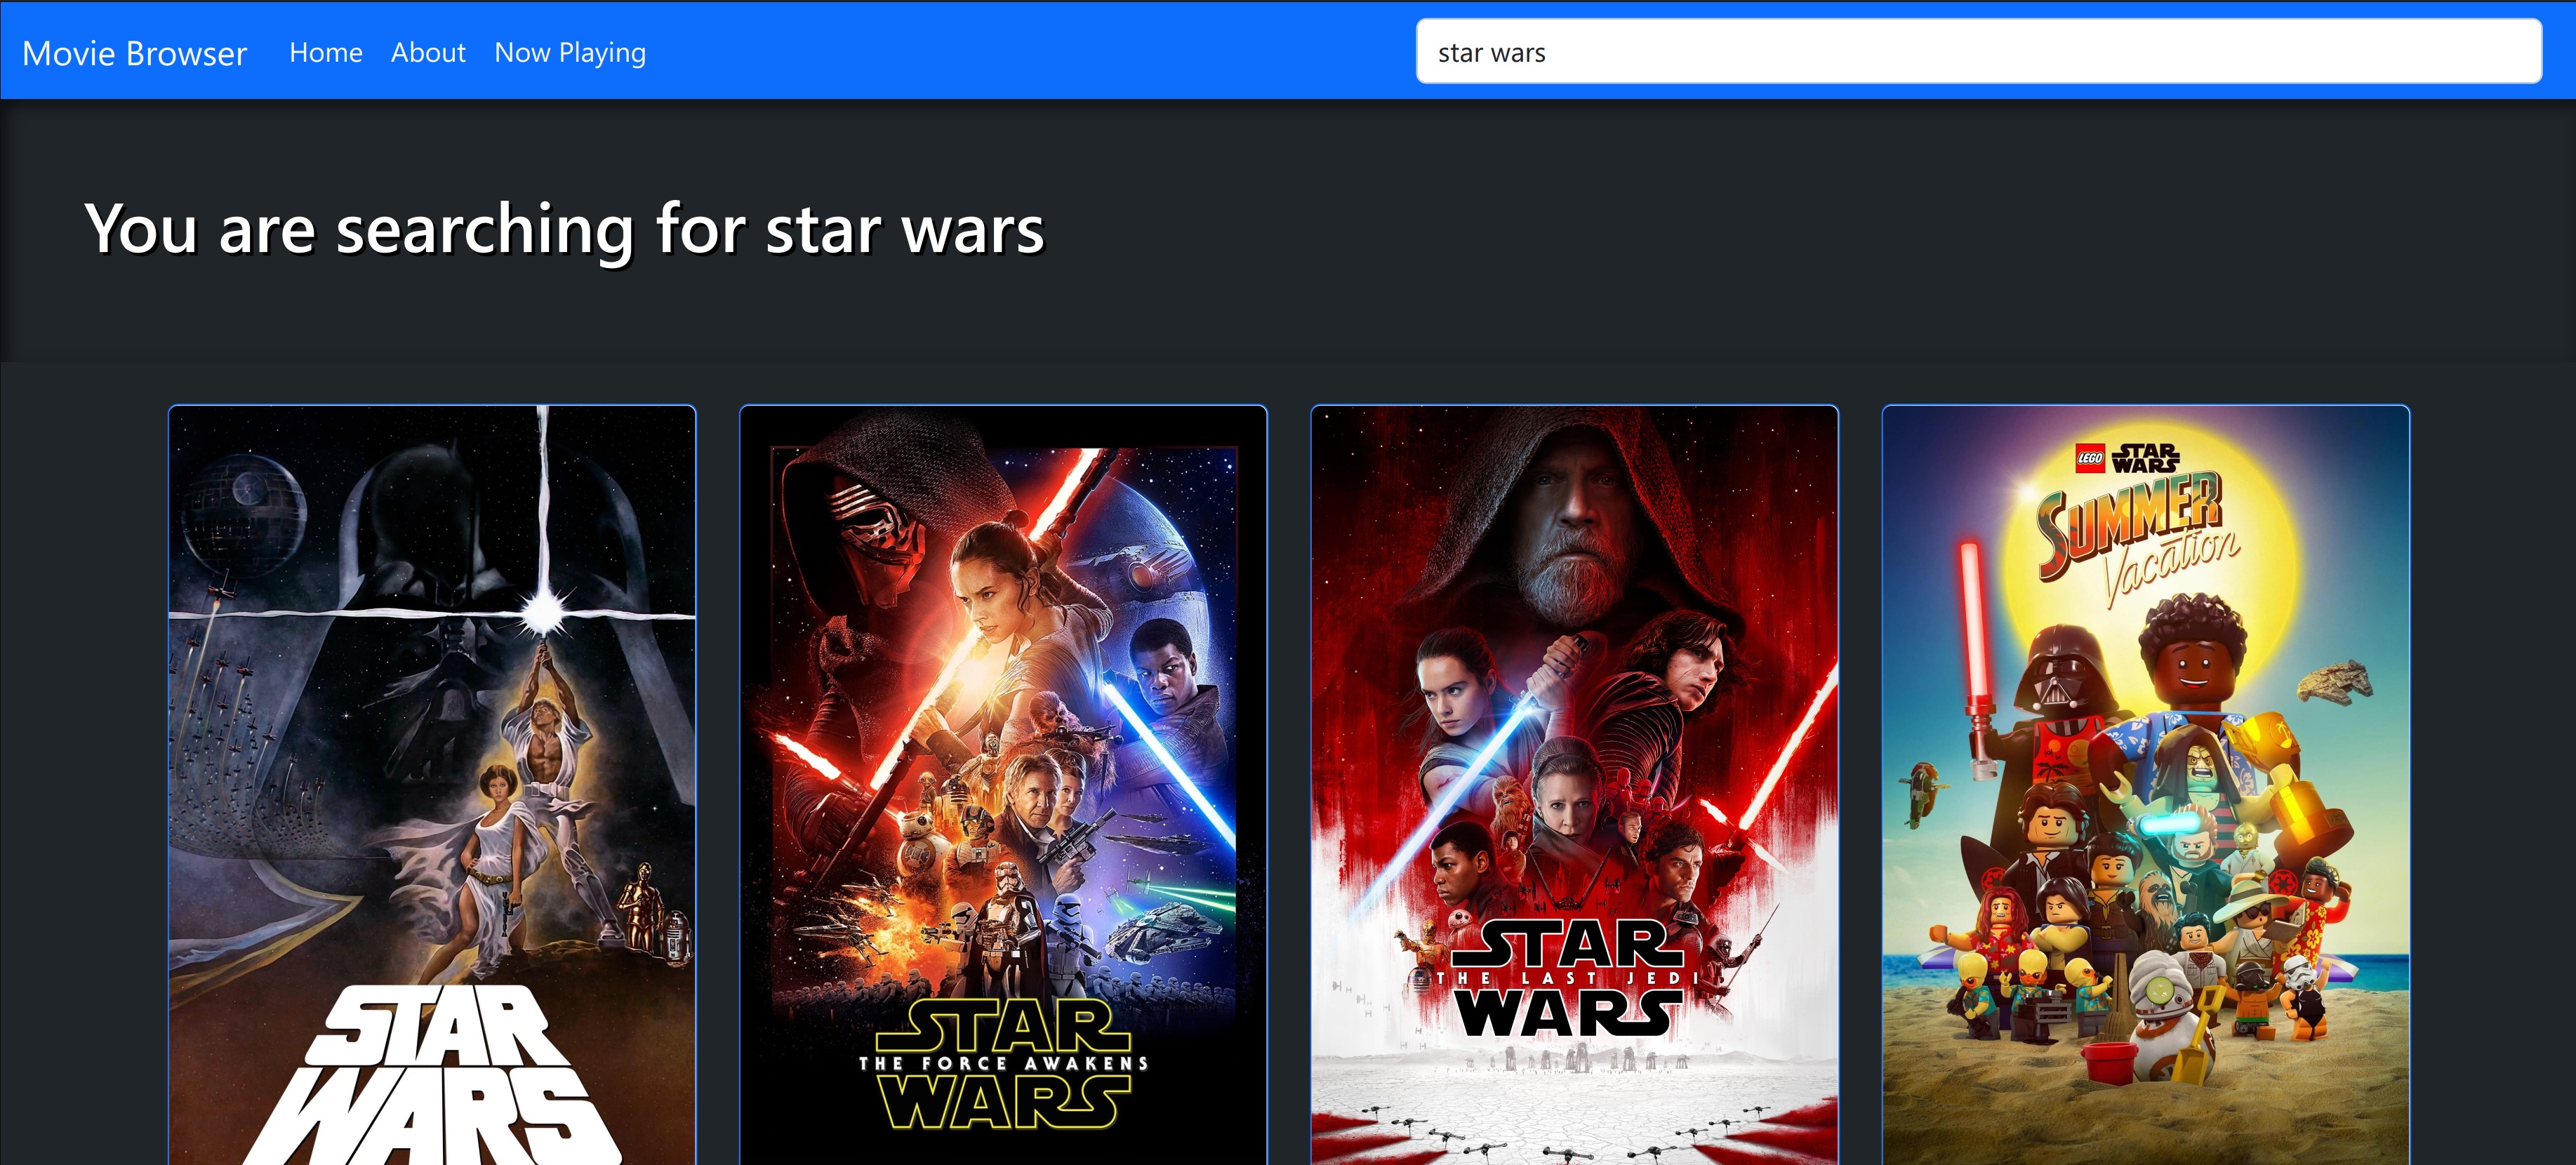 Movie Browser Home About Now Playing star wars
You are searching for star wars
STAR
WARS
STAR
THE FORCE AWAKENS
WARS
STAR
THE LAST JEDI
WARS
LEGO STAR WARS
SUMMER
Vacation